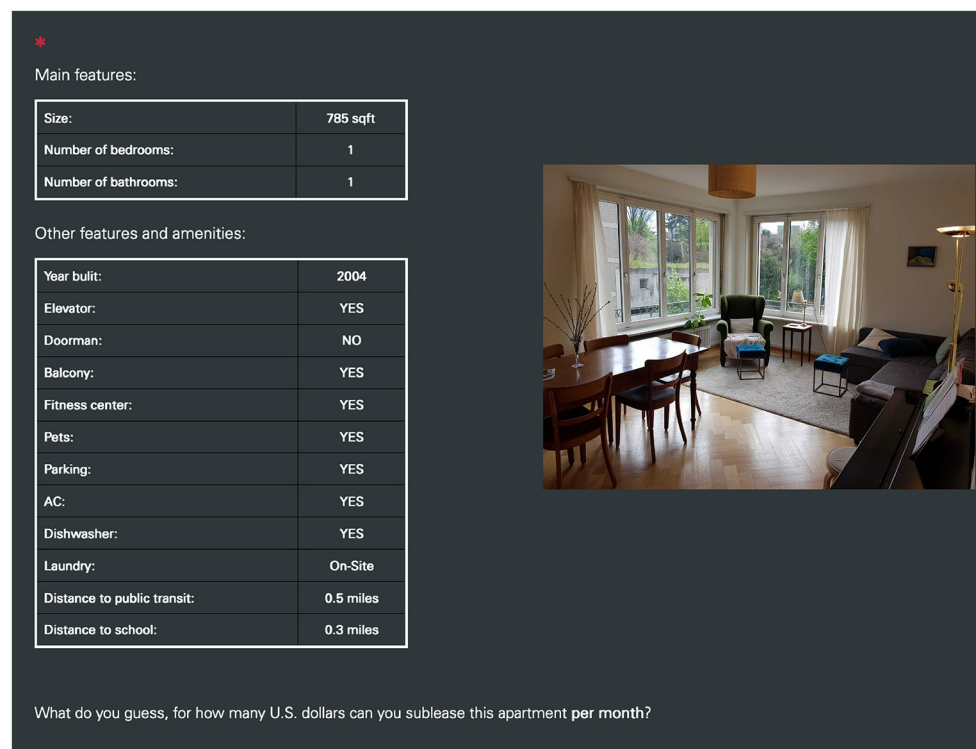 *
Main features:
Size: 785 sqft
Number of bedrooms: 1
Number of bathrooms: 1
Other features and amenities:
Year bulit: 2004
Elevator: YES
Doorman: NO
Balcony: YES
Fitness center: YES
Pets: YES
Parking: YES
AC: YES
Dishwasher: YES
Laundry: On-Site
Distance to public transit: 0.5 miles
Distance to school: 0.3 miles
What do you guess, for how many U.S. dollars can you sublease this apartment per month?